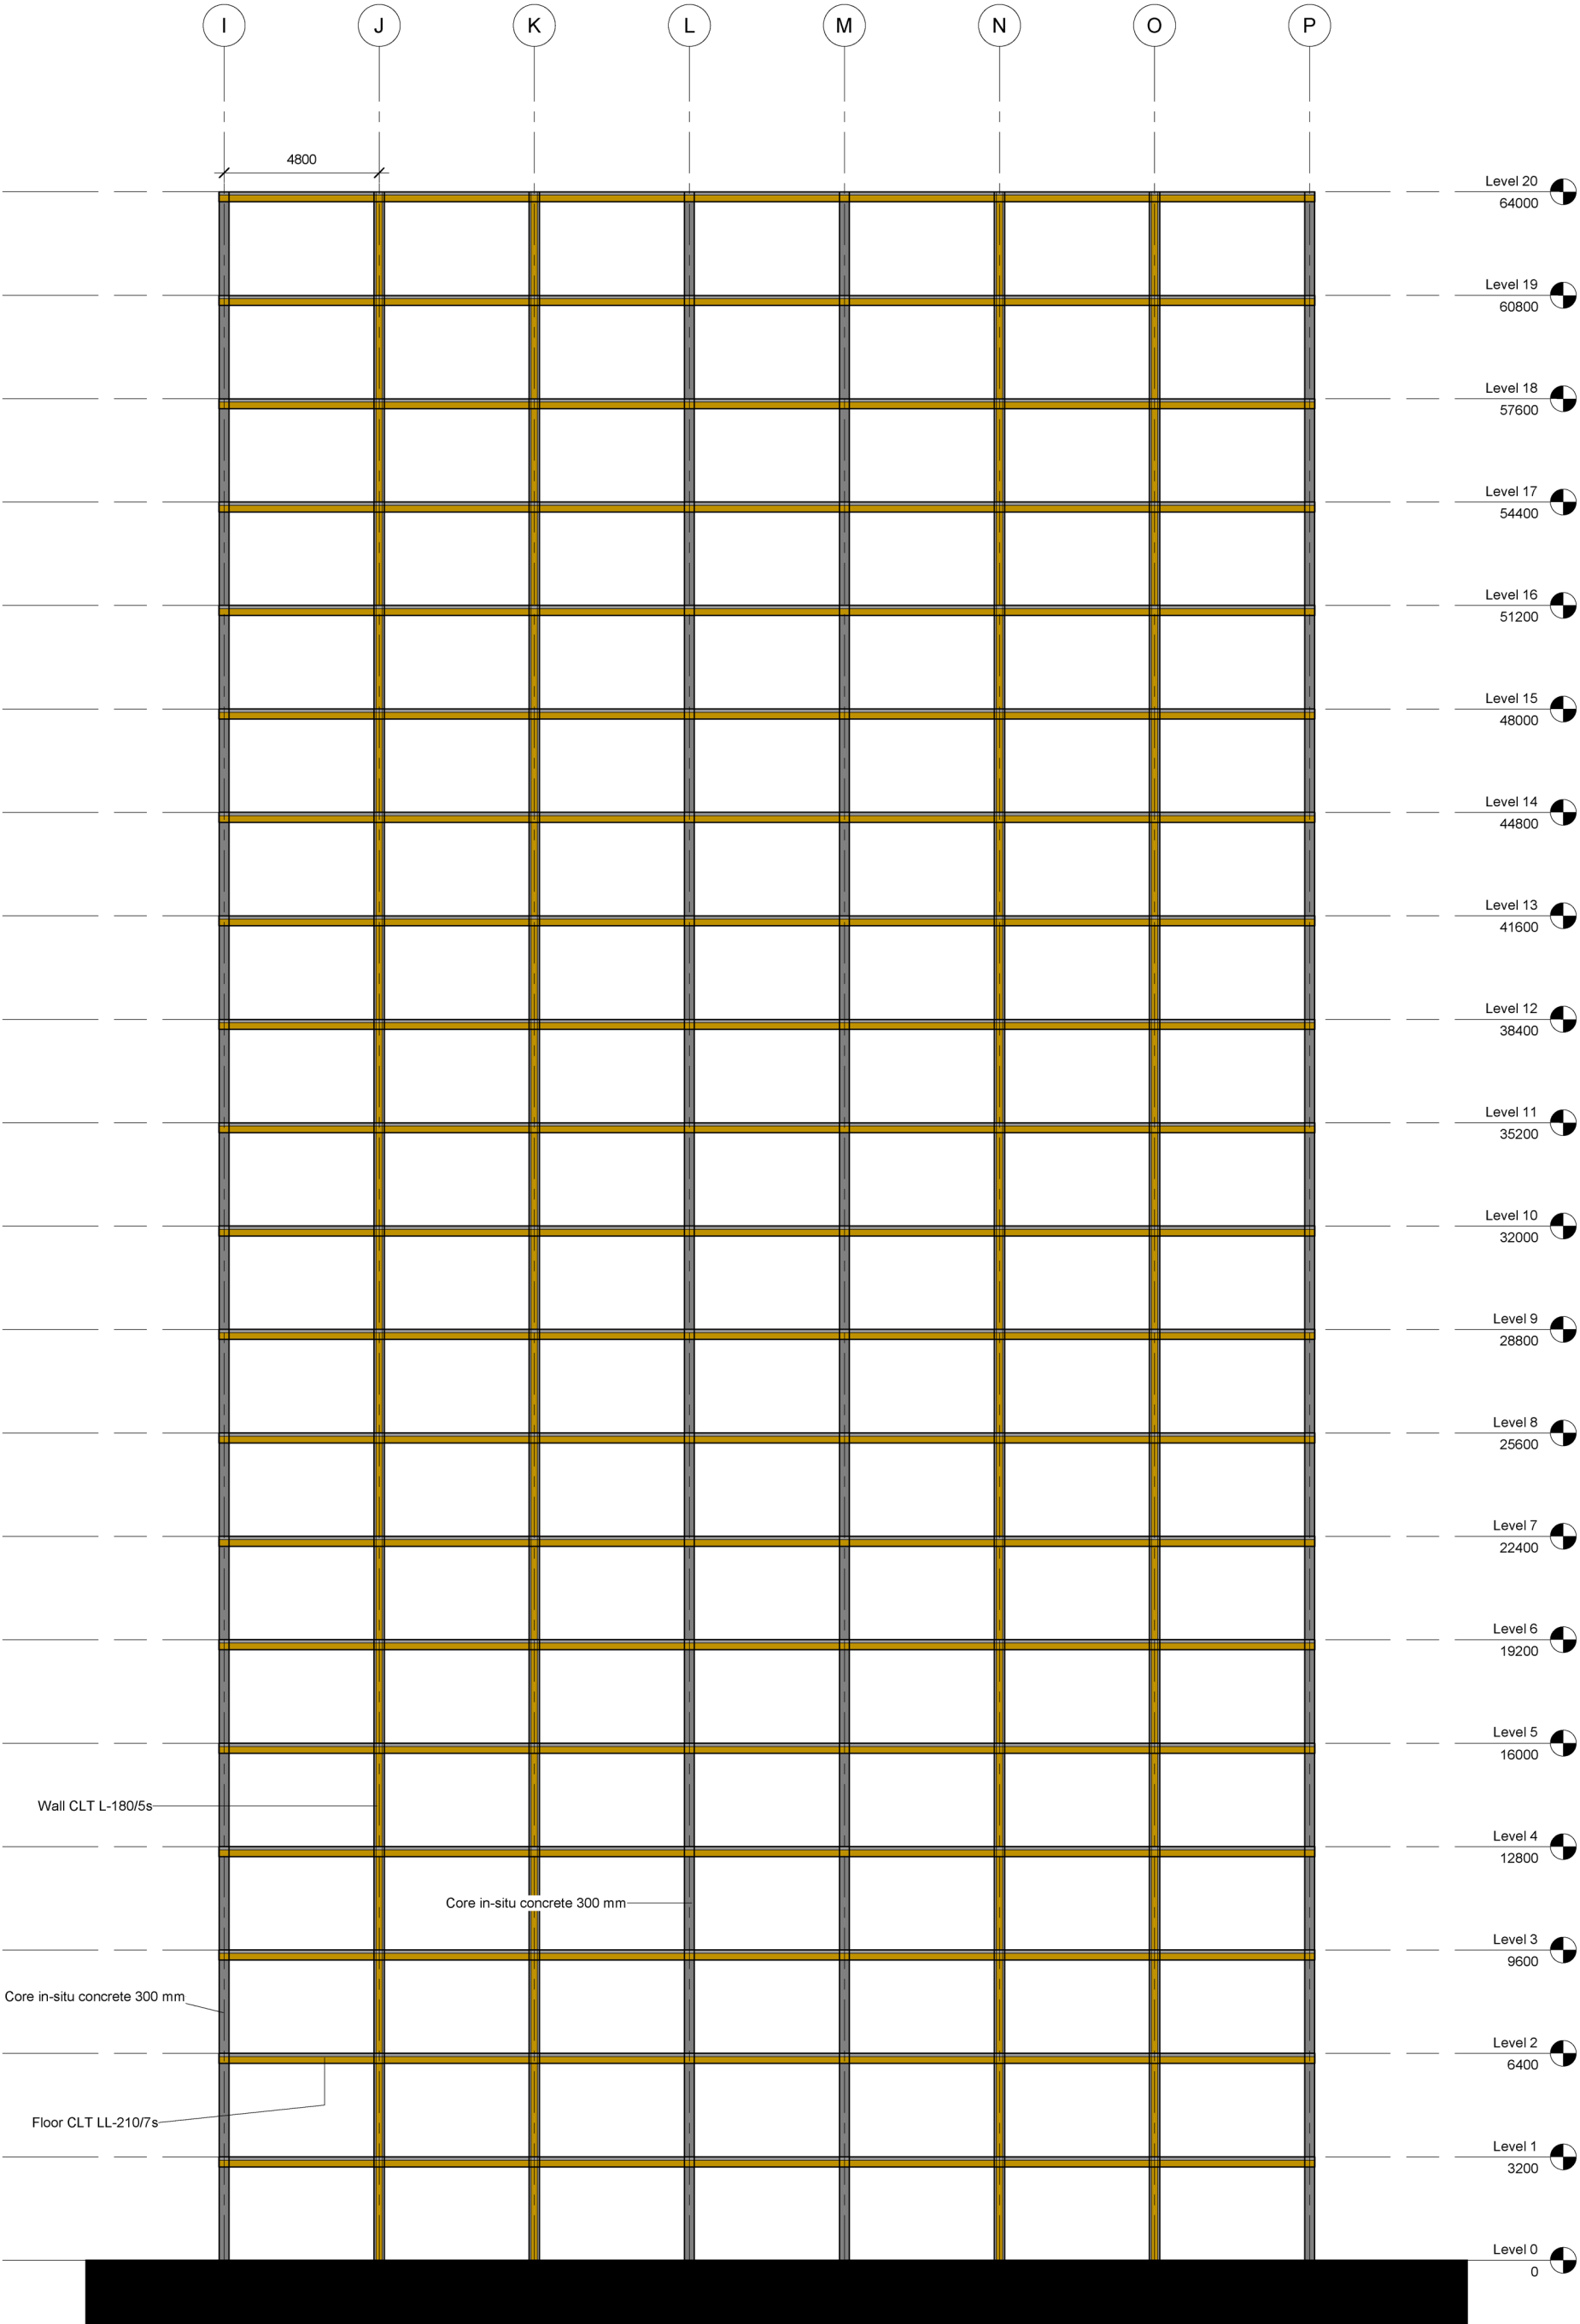 I
J
K
L
M
N
O
P
4800
Level 20
64000
Level 19
60800
Level 18
57600
Level 17
54400
Level 16
51200
Level 15
48000
Level 14
44800
Level 13
41600
Level 12
38400
Level 11
35200
Level 10
32000
Level 9
28800
Level 8
25600
Level 7
22400
Level 6
19200
Level 5
16000
Wall CLT L-180/5s
Level 4
12800
Core in-situ concrete 300 mm
Level 3
9600
Core in-situ concrete 300 mm
Level 2
6400
Floor CLT LL-210/7s
Level 1
3200
Level 0
0